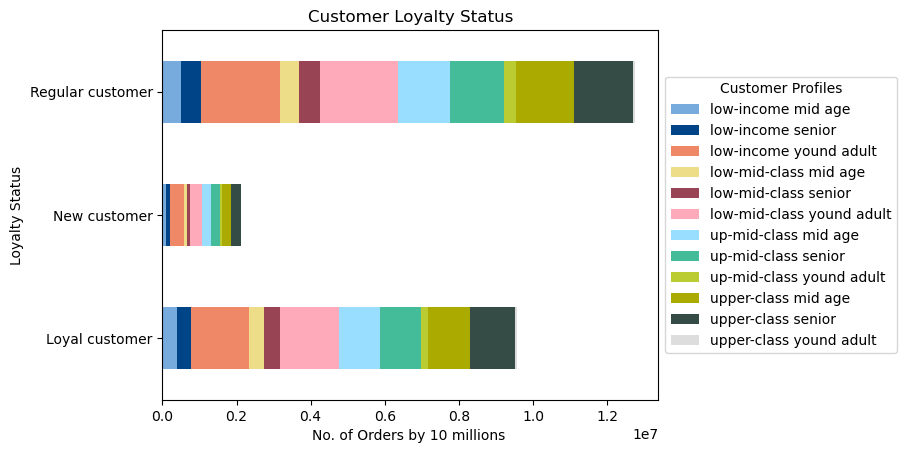 Customer Loyalty Status
Loyalty Status
Regular customer
New customer
Loyal customer
0.0 0.2 0.4 0.6 0.8 1.0 1.2
1e7
No. of Orders by 10 millions
Customer Profiles
low-income mid age
low-income senior
low-income yound adult
low-mid-class mid age
low-mid-class senior
low-mid-class yound adult
up-mid-class mid age
up-mid-class senior
up-mid-class yound adult
upper-class mid age
upper-class senior
upper-class yound adult